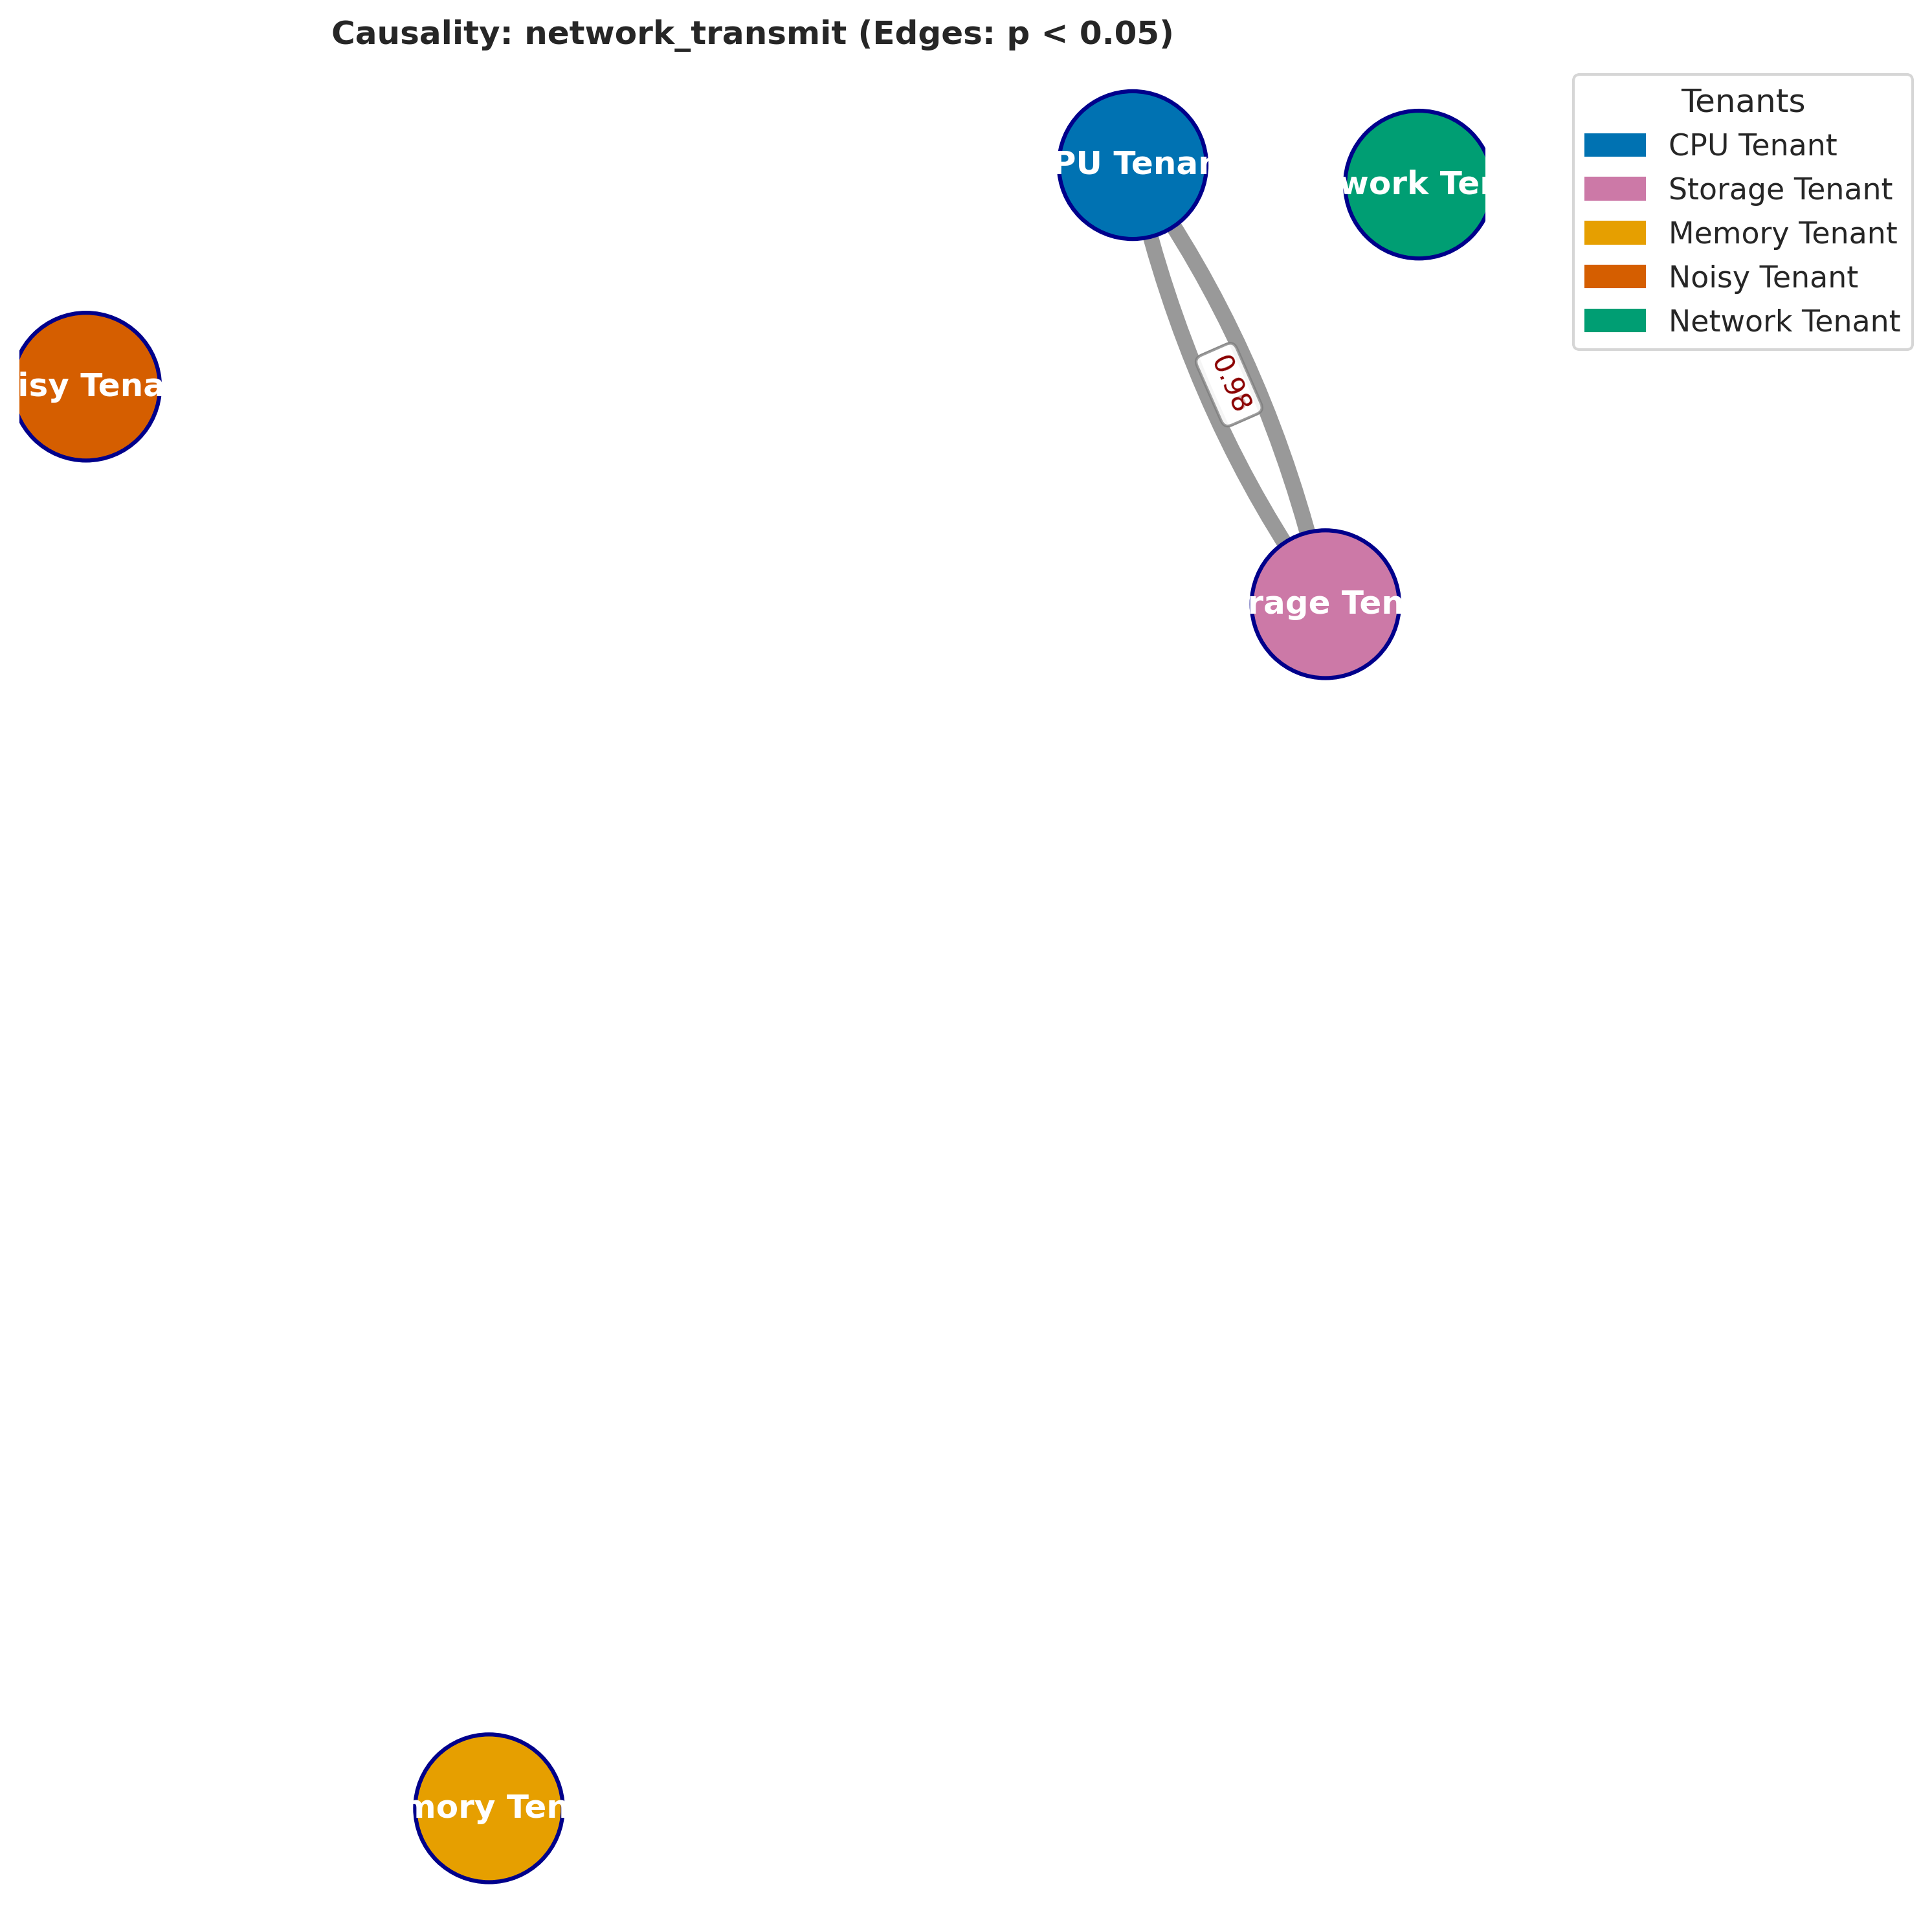 Causality: network_transmit (Edges: p < 0.05)
Tenants
CPU Tenant
Storage Tenant
Memory Tenant
Noisy Tenant
Network Tenant
PU Tenan
work Ten
isy Tena
0.98
rage Ten
mory Ten